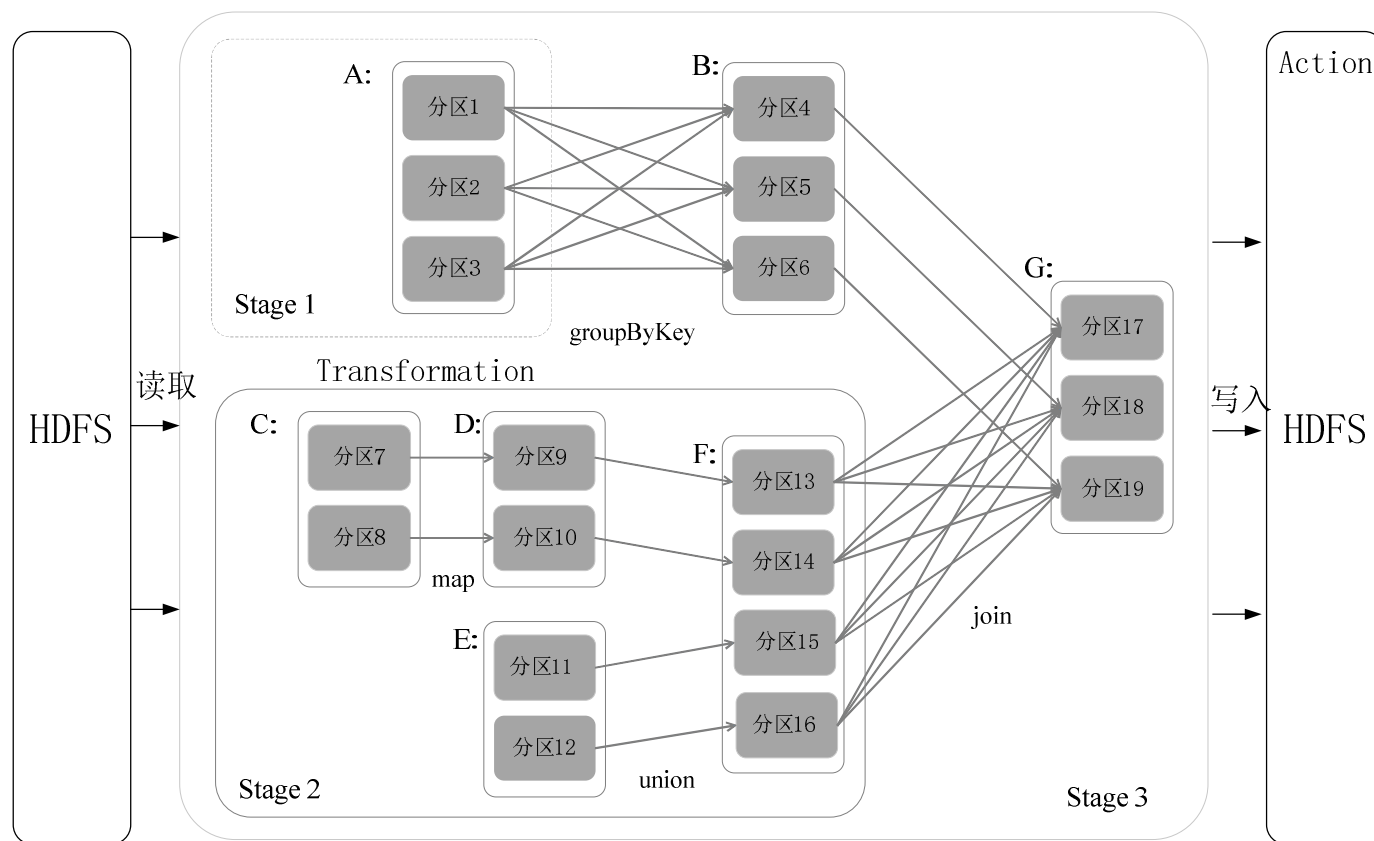 HDFS
读取
A:
分区1
分区2
分区3
Stage 1
groupByKey
B:
分区4
分区5
分区6
Transformation
C:
分区7
分区8
map
D:
分区9
分区10
E:
分区11
分区12
union
F:
分区13
分区14
分区15
分区16
Stage 2
join
G:
分区17
分区18
分区19
Stage 3
写入
Action
HDFS